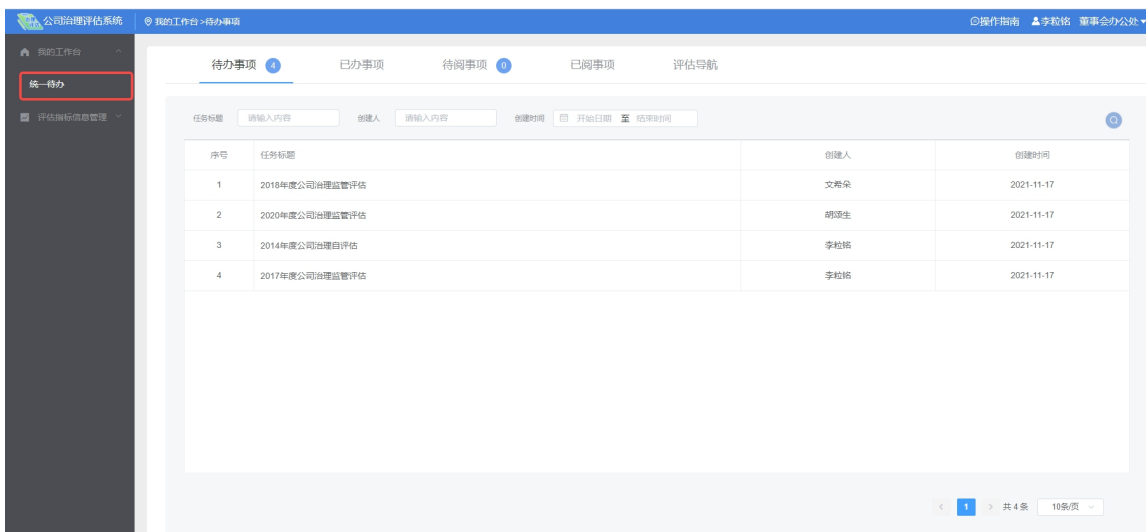 公司治理评估系统 我的工作台>待办事项 操作指南 李粒铭 董事会办公处
我的工作台
统一待办
评估指标信息管理
待办事项 4 已办事项 待阅事项 0 已阅事项 评估导航
任务标题 请输入内容 创建人 请输入内容 创建时间 开始日期 至 结束时间
序号 任务标题 创建人 创建时间
1 2018年度公司治理监管评估 文希朵 2021-11-17
2 2020年度公司治理监管评估 胡颂生 2021-11-17
3 2014年度公司治理自评估 李粒铭 2021-11-17
4 2017年度公司治理监管评估 李粒铭 2021-11-17
< 1 > 共 4 条 10条/页